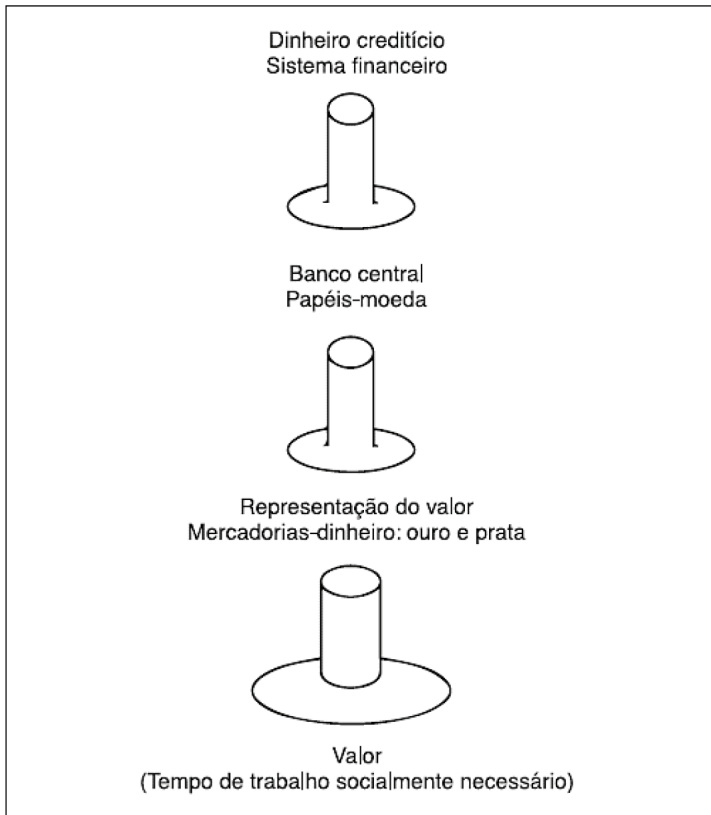 Dinheiro creditício
Sistema financeiro
Banco central
Papéis-moeda
Representação do valor
Mercadorias-dinheiro: ouro e prata
Valor
(Tempo de trabalho socialmente necessário)